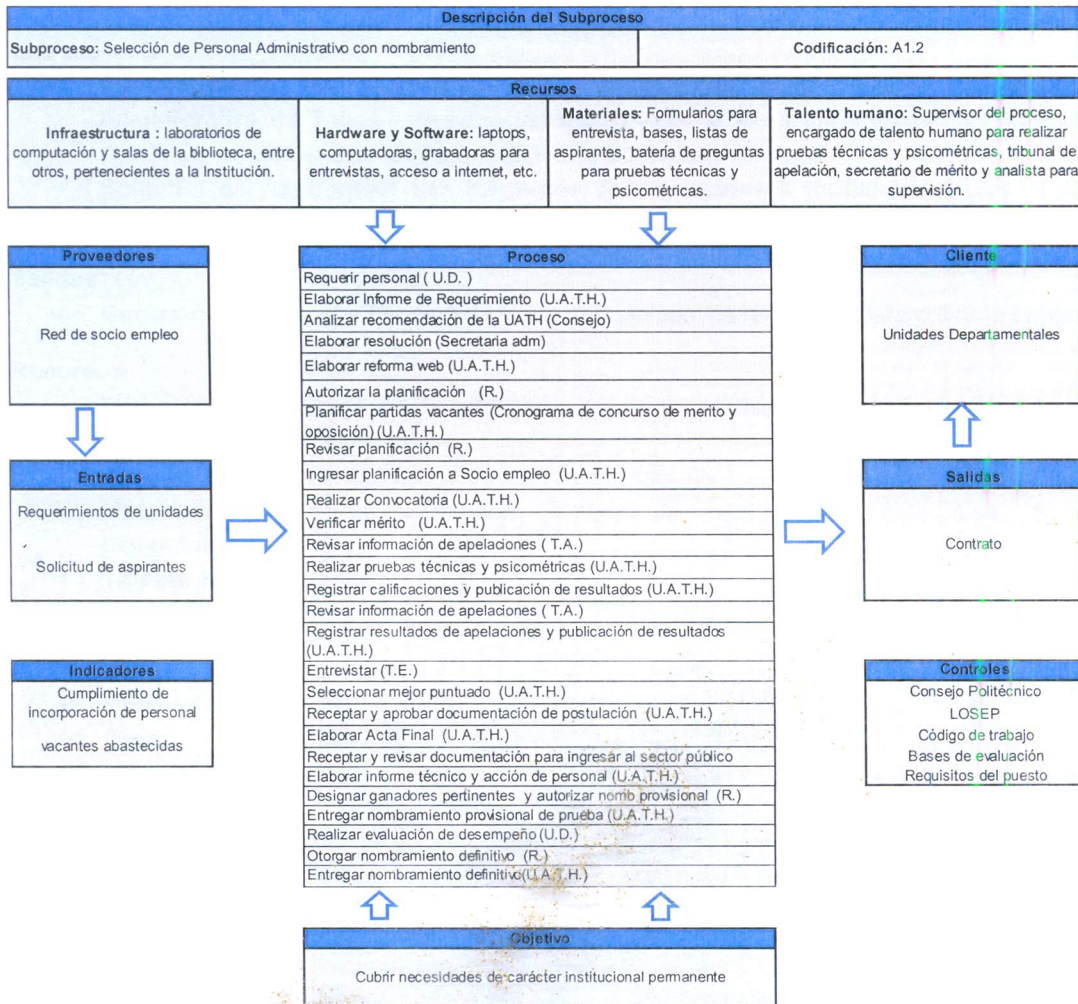 Descripción del Subproceso
Subproceso: Selección de Personal Administrativo con nombramiento
Codificación: A1.2
Recursos
Infraestructura : laboratorios de
computación y salas de la biblioteca, entre
otros, pertenecientes a la Institución.
Hardware y Software: laptops,
computadoras, grabadoras para
entrevistas, acceso a internet, etc.
Materiales: Formularios para
entrevista, bases, listas de
aspirantes, batería de preguntas
para pruebas técnicas y
psicométricas.
Talento humano: Supervisor del proceso,
encargado de talento humano para realizar
pruebas técnicas y psicométricas, tribunal de
apelación, secretario de mérito y analista para
supervisión.
Proveedores
Red de socio empleo
Entradas
Requerimientos de unidades
Solicitud de aspirantes
Indicadores
Cumplimiento de
incorporación de personal
vacantes abastecidas
Proceso
Requerir personal ( U.D. )
Elaborar Informe de Requerimiento (U.A.T.H.)
Analizar recomendación de la UATH (Consejo)
Elaborar resolución (Secretaria adm)
Elaborar reforma web (U.A.T.H.)
Autorizar la planificación (R.)
Planificar partidas vacantes (Cronograma de concurso de merito y
oposición) (U.A.T.H.)
Revisar planificación (R.)
Ingresar planificación a Socio empleo (U.A.T.H.)
Realizar Convocatoria (U.A.T.H.)
Verificar mérito (U.A.T.H.)
Revisar información de apelaciones ( T.A.)
Realizar pruebas técnicas y psicométricas (U.A.T.H.)
Registrar calificaciones y publicación de resultados (U.A.T.H.)
Revisar información de apelaciones ( T.A.)
Registrar resultados de apelaciones y publicación de resultados
(U.A.T.H.)
Entrevistar (T.E.)
Seleccionar mejor puntuado (U.A.T.H.)
Receptar y aprobar documentación de postulación (U.A.T.H.)
Elaborar Acta Final (U.A.T.H.)
Receptar y revisar documentación para ingresar al sector público
Elaborar informe técnico y acción de personal (U.A.T.H.)
Designar ganadores pertinentes y autorizar nomb provisional (R.)
Entregar nombramiento provisional de prueba (U.A.T.H.)
Realizar evaluación de desempeño (U.D.)
Otorgar nombramiento definitivo (R.)
Entregar nombramiento definitivo(U.A.T.H.)
Cliente
Unidades Departamentales
Salidas
Contrato
Controles
Consejo Politécnico
LOSEP
Código de trabajo
Bases de evaluación
Requisitos del puesto
Objetivo
Cubrir necesidades de carácter institucional permanente